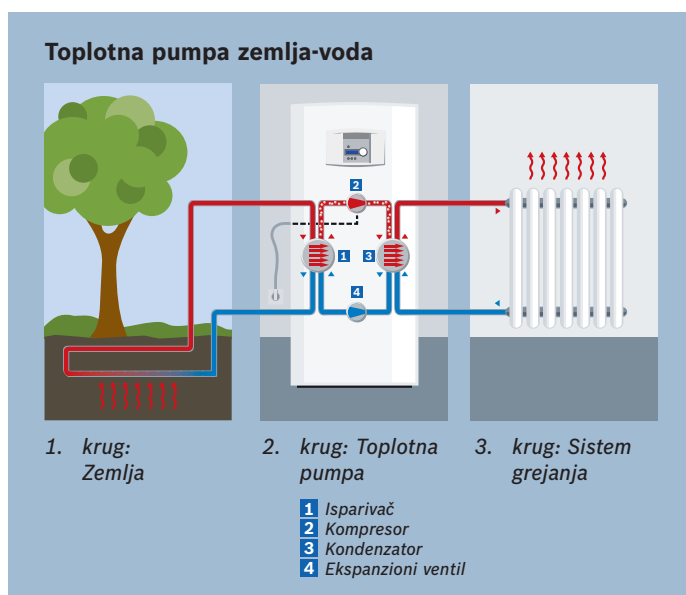 Toplotna pumpa zemlja-voda
2
1
3
4
1. krug:
Zemlja
2. krug: Toplotna
pumpa
3. krug: Sistem
grejanja
1 Isparivač
2 Kompresor
3 Kondenzator
4 Ekspanzioni ventil